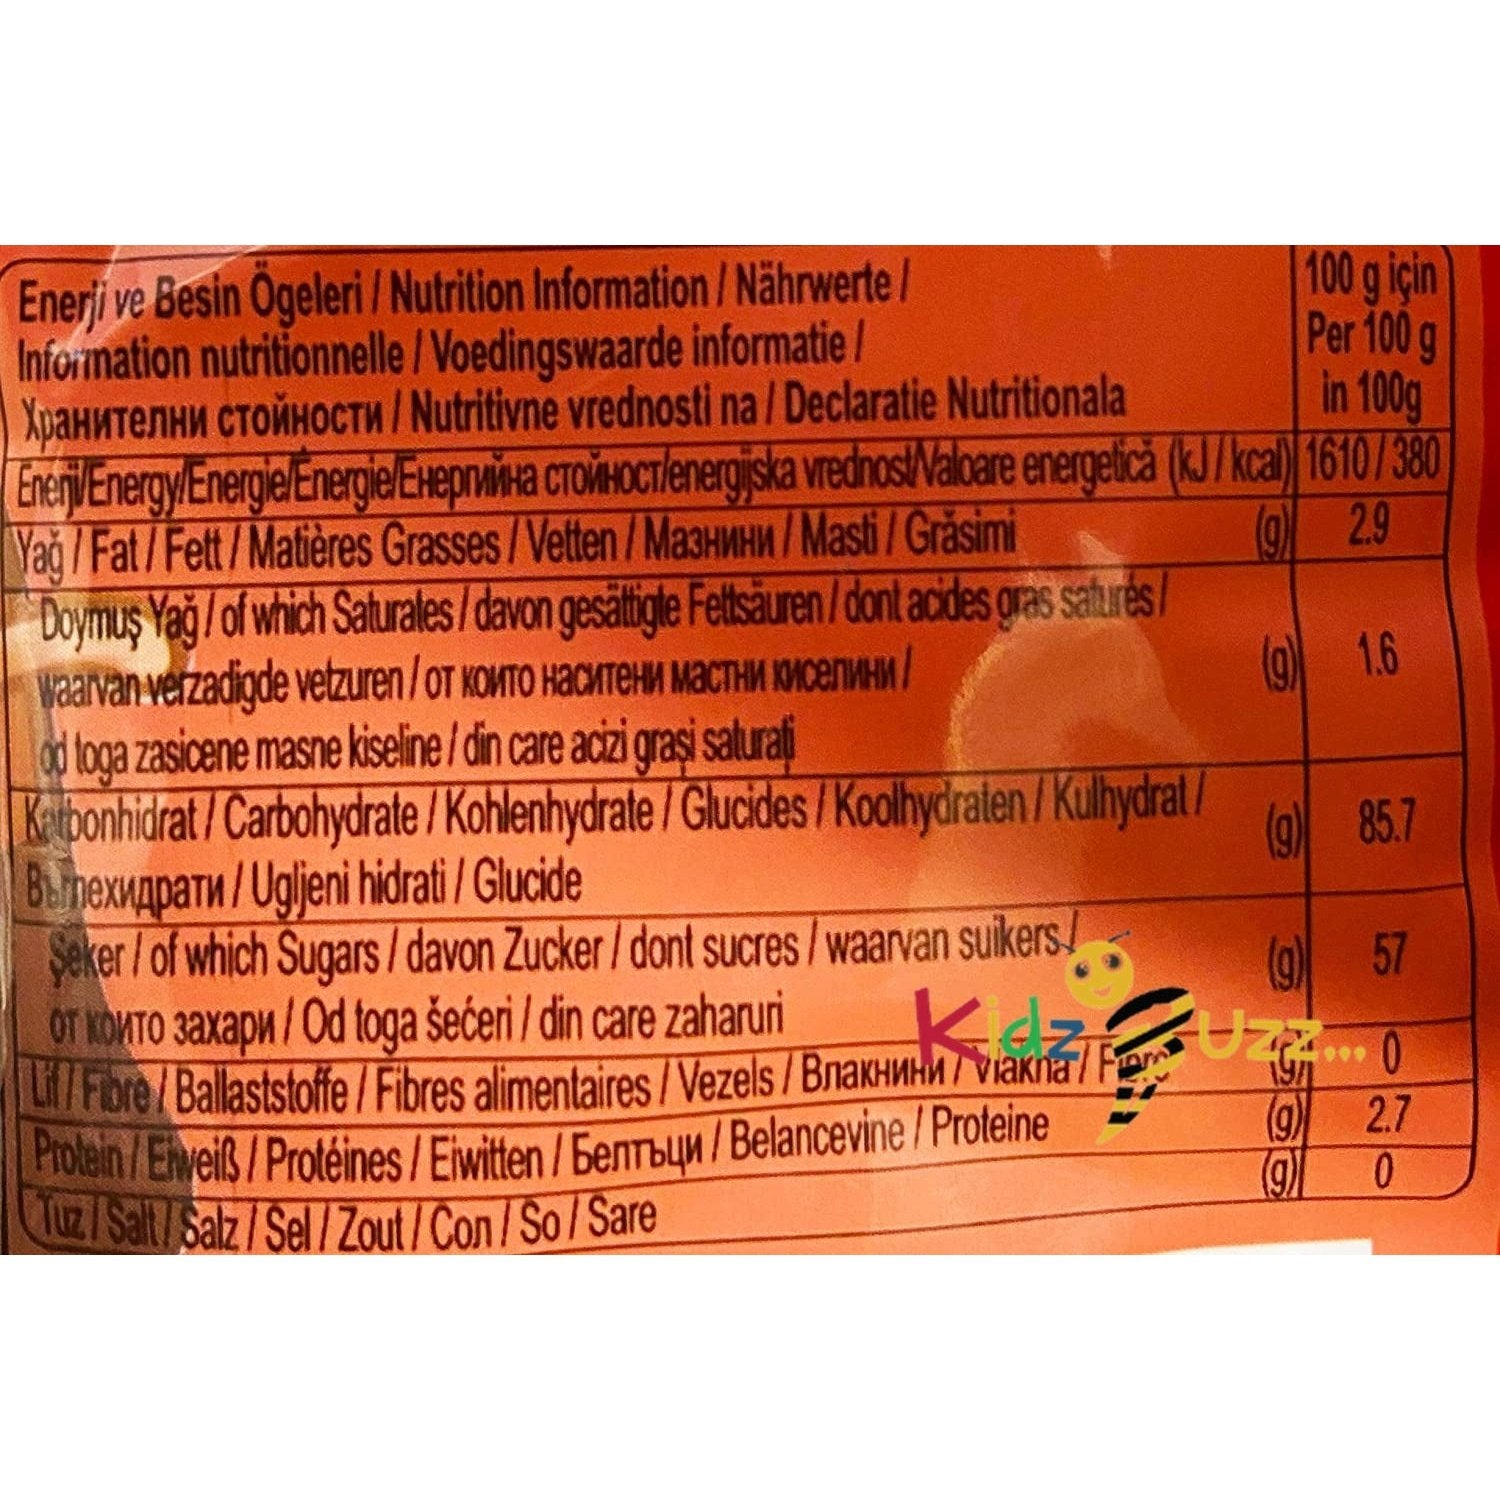 Enerji ve Besin Ögeleri / Nutrition Information / Nährwerte / 100 g için
Information nutritionnelle / Voedingswaarde informatie / Per 100 g
Хранителни стойности / Nutritivne vrednosti na / Declaratie Nutritionala in 100g
Enerji/Energy/Energie/Énergie/Енергийна стойност/energijska vrednost/Valoare energetică (kJ / kcal) 1610 / 380
Yağ / Fat / Fett / Matières Grasses / Vetten / Мазнини / Masti / Grăsimi (g) 2.9
Doymuş Yağ / of which Saturates / davon gesättigte Fettsäuren / dont acides gras saturés /
waarvan verzadigde vetzuren / от които наситени мастни киселини / (g) 1.6
od toga zasicene masne kiseline / din care acizi grași saturați
Karbonhidrat / Carbohydrate / Kohlenhydrate / Glucides / Koolhydraten / Kulhydrat / (g) 85.7
Въглехидрати / Ugljeni hidrati / Glucide
Şeker / of which Sugars / davon Zucker / dont sucres / waarvan suikers / (g) 57
от които захари / Od toga šećeri / din care zaharuri
Kidz Buzz...
Lif / Fibre / Ballaststoffe / Fibres alimentaires / Vezels / Влакнини / Vlakna / Fibre (g) 0
Protein / Eiweiß / Protéines / Eiwitten / Белтъци / Belancevine / Proteine (g) 2.7
Tuz / Salt / Salz / Sel / Zout / Сол / So / Sare (g) 0